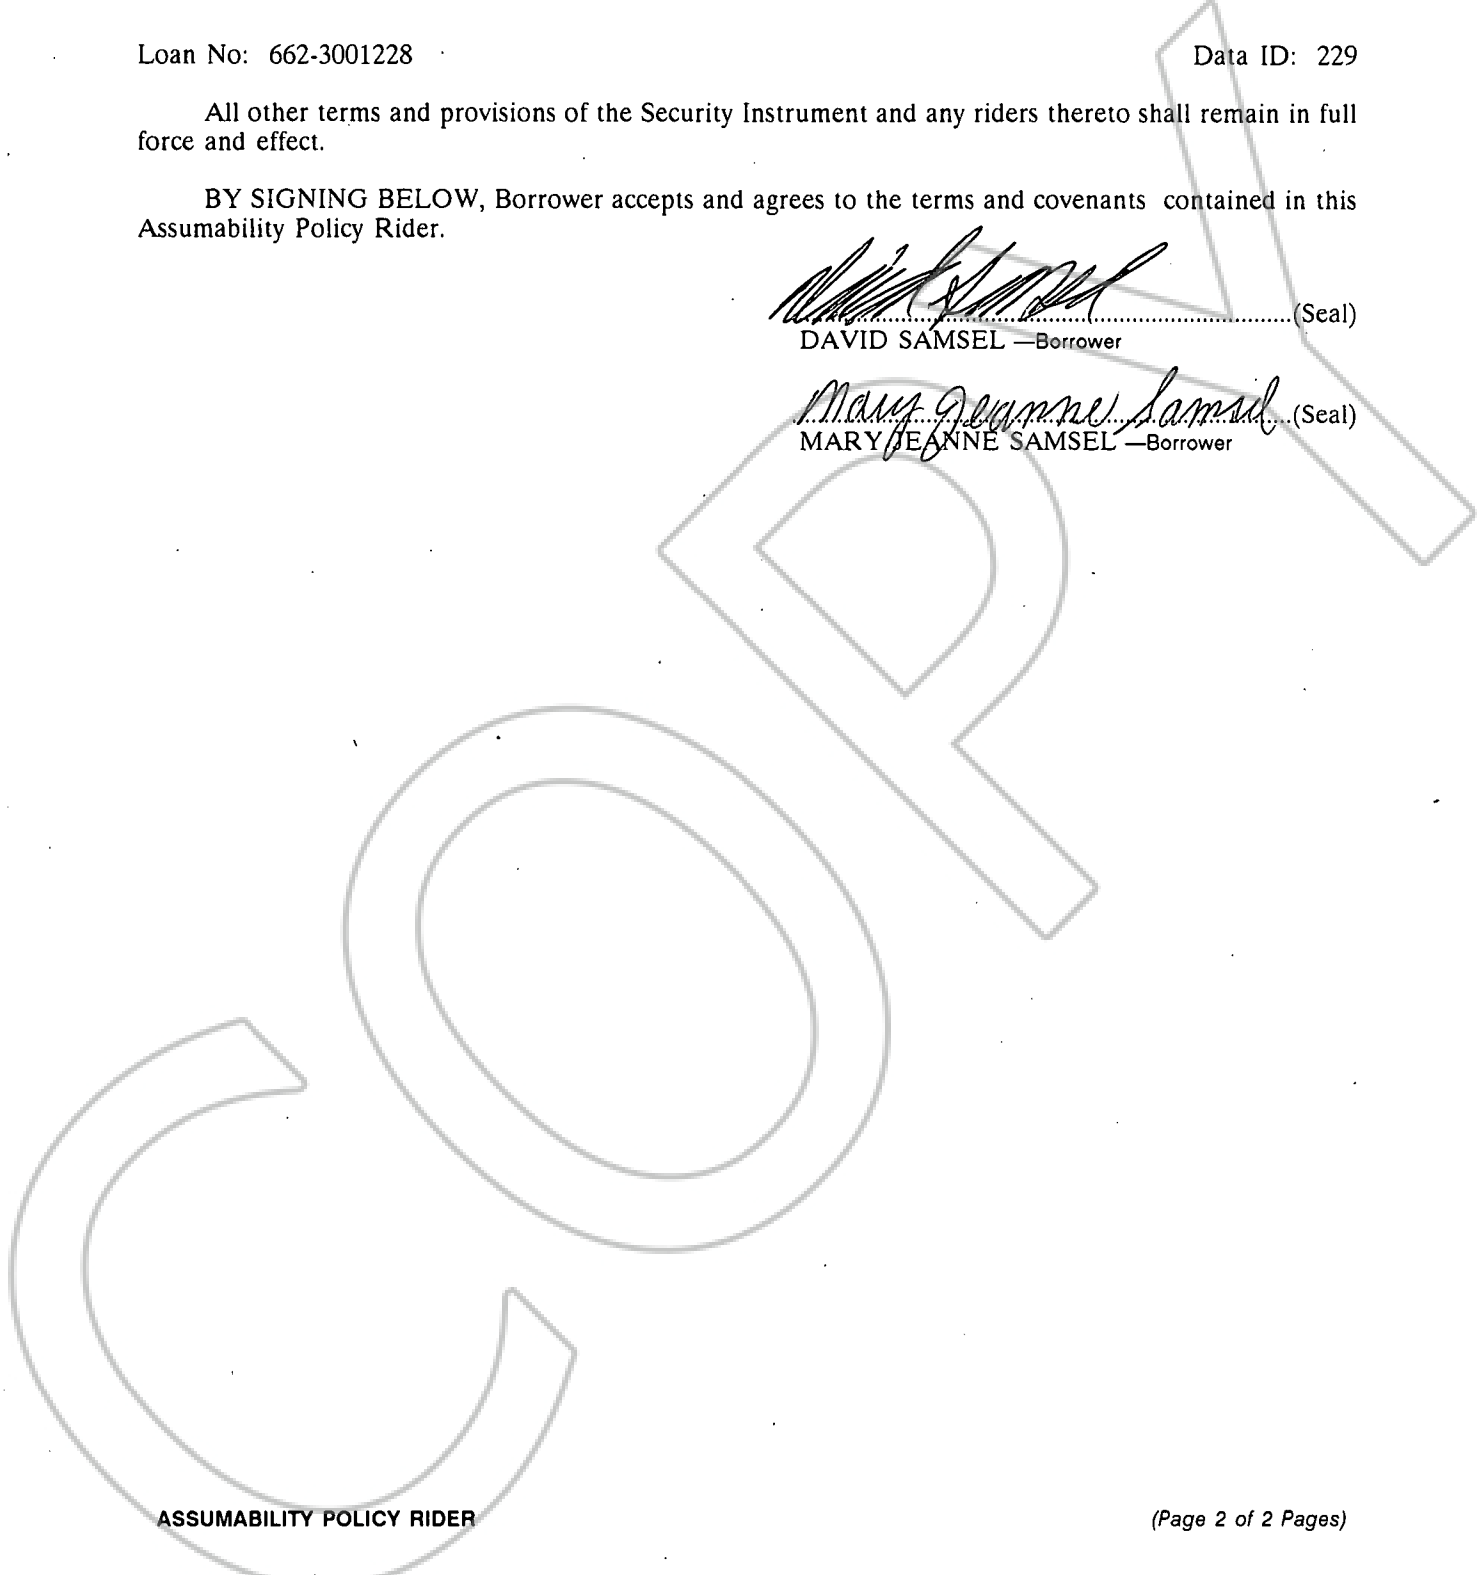 Loan No: 662-3001228 Data ID: 229
All other terms and provisions of the Security Instrument and any riders thereto shall remain in full
force and effect.
BY SIGNING BELOW, Borrower accepts and agrees to the terms and covenants contained in this
Assumability Policy Rider.
David Samsel (Seal)
DAVID SAMSEL —Borrower
Mary Jeanne Samsel (Seal)
MARY JEANNE SAMSEL —Borrower
COPY
ASSUMABILITY POLICY RIDER (Page 2 of 2 Pages)